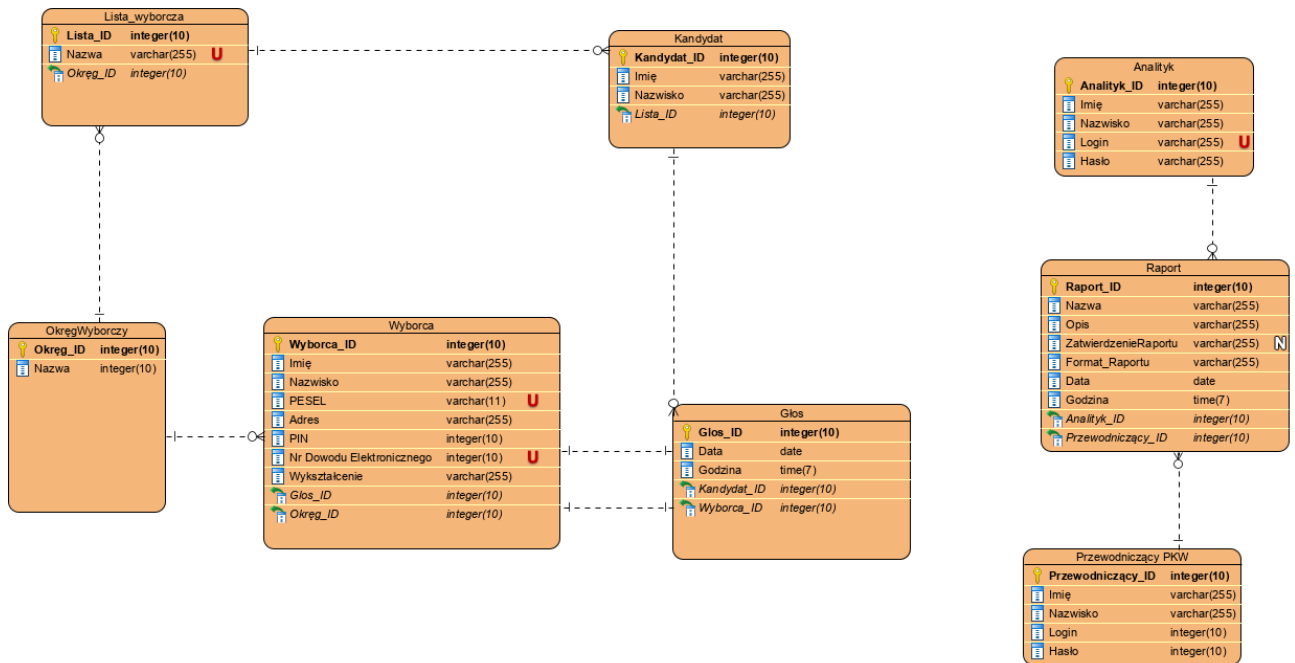 Lista_wyborcza
Lista_ID integer(10)
Nazwa varchar(255) U
Okręg_ID integer(10)
Kandydat
Kandydat_ID integer(10)
Imię varchar(255)
Nazwisko varchar(255)
Lista_ID integer(10)
Analityk
Analityk_ID integer(10)
Imię varchar(255)
Nazwisko varchar(255)
Login varchar(255) U
Hasło varchar(255)
Raport
Raport_ID integer(10)
Nazwa varchar(255)
Opis varchar(255)
ZatwierdzenieRaportu varchar(255) N
Format_Raportu varchar(255)
Data date
Godzina time(7)
Analityk_ID integer(10)
Przewodniczący_ID integer(10)
OkręgWyborczy
Okręg_ID integer(10)
Nazwa integer(10)
Wyborca
Wyborca_ID integer(10)
Imię varchar(255)
Nazwisko varchar(255)
PESEL varchar(11) U
Adres varchar(255)
PIN integer(10)
Nr Dowodu Elektronicznego integer(10) U
Wykształcenie varchar(255)
Glos_ID integer(10)
Okręg_ID integer(10)
Głos
Glos_ID integer(10)
Data date
Godzina time(7)
Kandydat_ID integer(10)
Wyborca_ID integer(10)
Przewodniczący PKW
Przewodniczący_ID integer(10)
Imię varchar(255)
Nazwisko varchar(255)
Login integer(10)
Hasło integer(10)